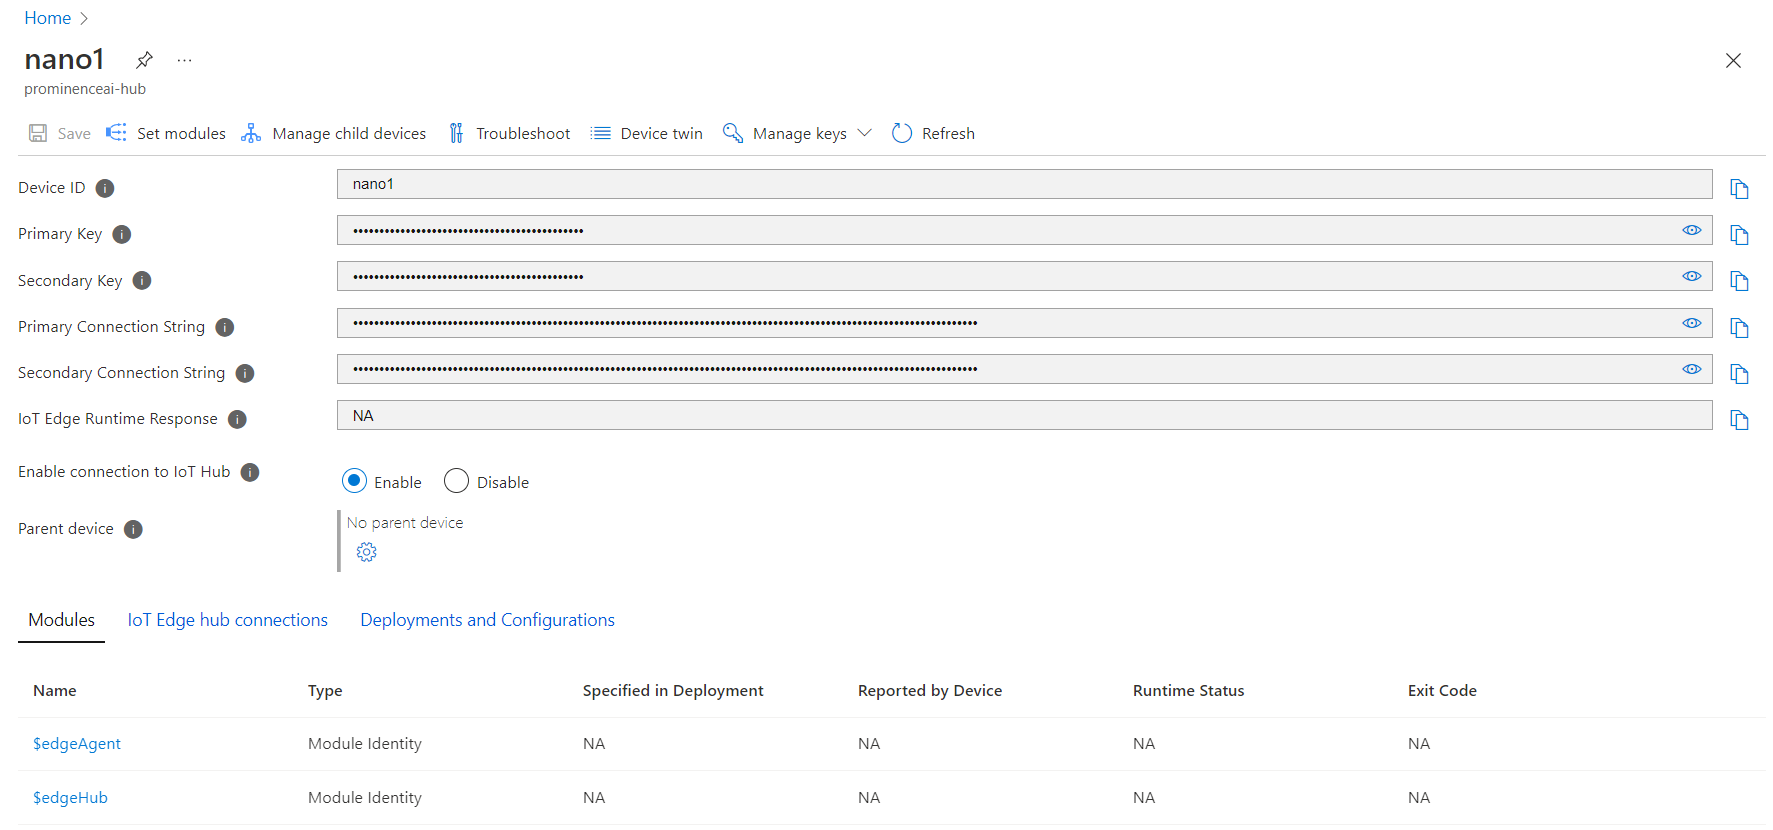 Home
nano1
prominenceai-hub
Save Set modules Manage child devices Troubleshoot Device twin Manage keys Refresh
Device ID nano1
Primary Key ••••••••••••••••••••••••••••••••••••••••••••
Secondary Key ••••••••••••••••••••••••••••••••••••••••••••
Primary Connection String
Secondary Connection String
IoT Edge Runtime Response NA
Enable connection to IoT Hub Enable Disable
Parent device No parent device
Modules IoT Edge hub connections Deployments and Configurations
Name Type Specified in Deployment Reported by Device Runtime Status Exit Code
$edgeAgent Module Identity NA NA NA NA
$edgeHub Module Identity NA NA NA NA